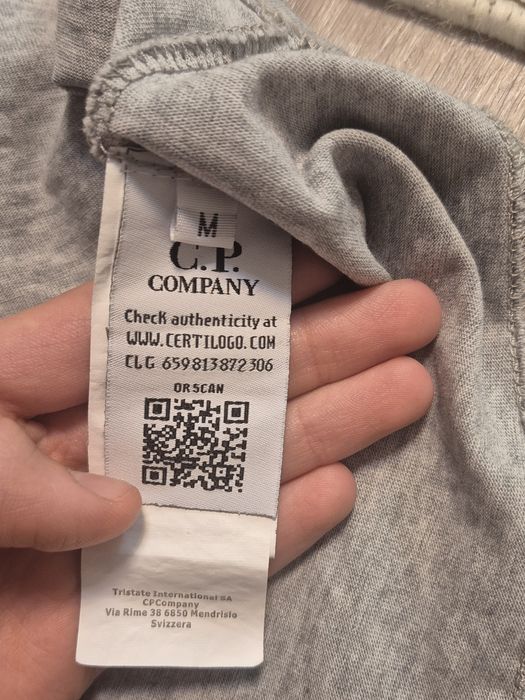 M
C.P.
COMPANY
Check authenticity at
WWW.CERTILOGO.COM
CLG 659813872306
OR SCAN
Tristate International SA
CPCompany
Via Rime 38 6850 Mendrisio
Svizzera